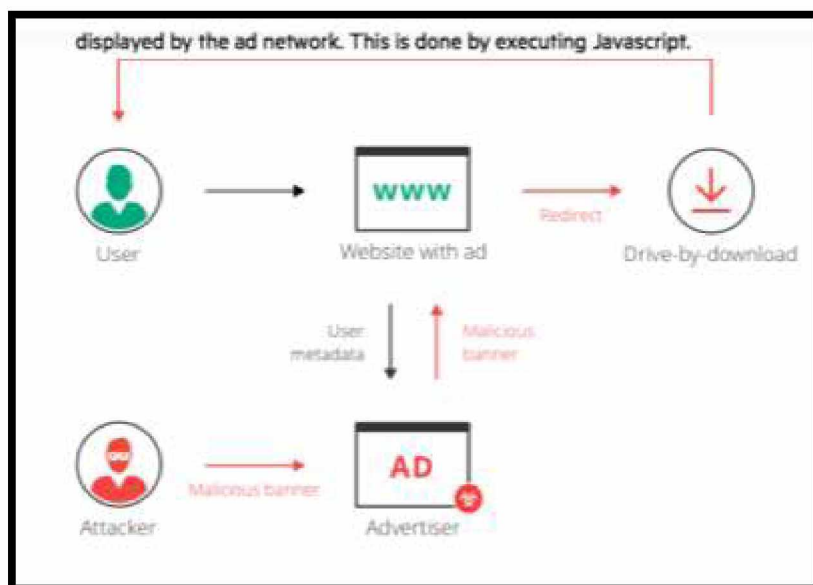 displayed by the ad network. This is done by executing Javascript.
www
Redirect
User
Website with ad
Drive-by-download
User
metadata
Malicious
banner
AD
Malicious banner
Attacker
Advertiser